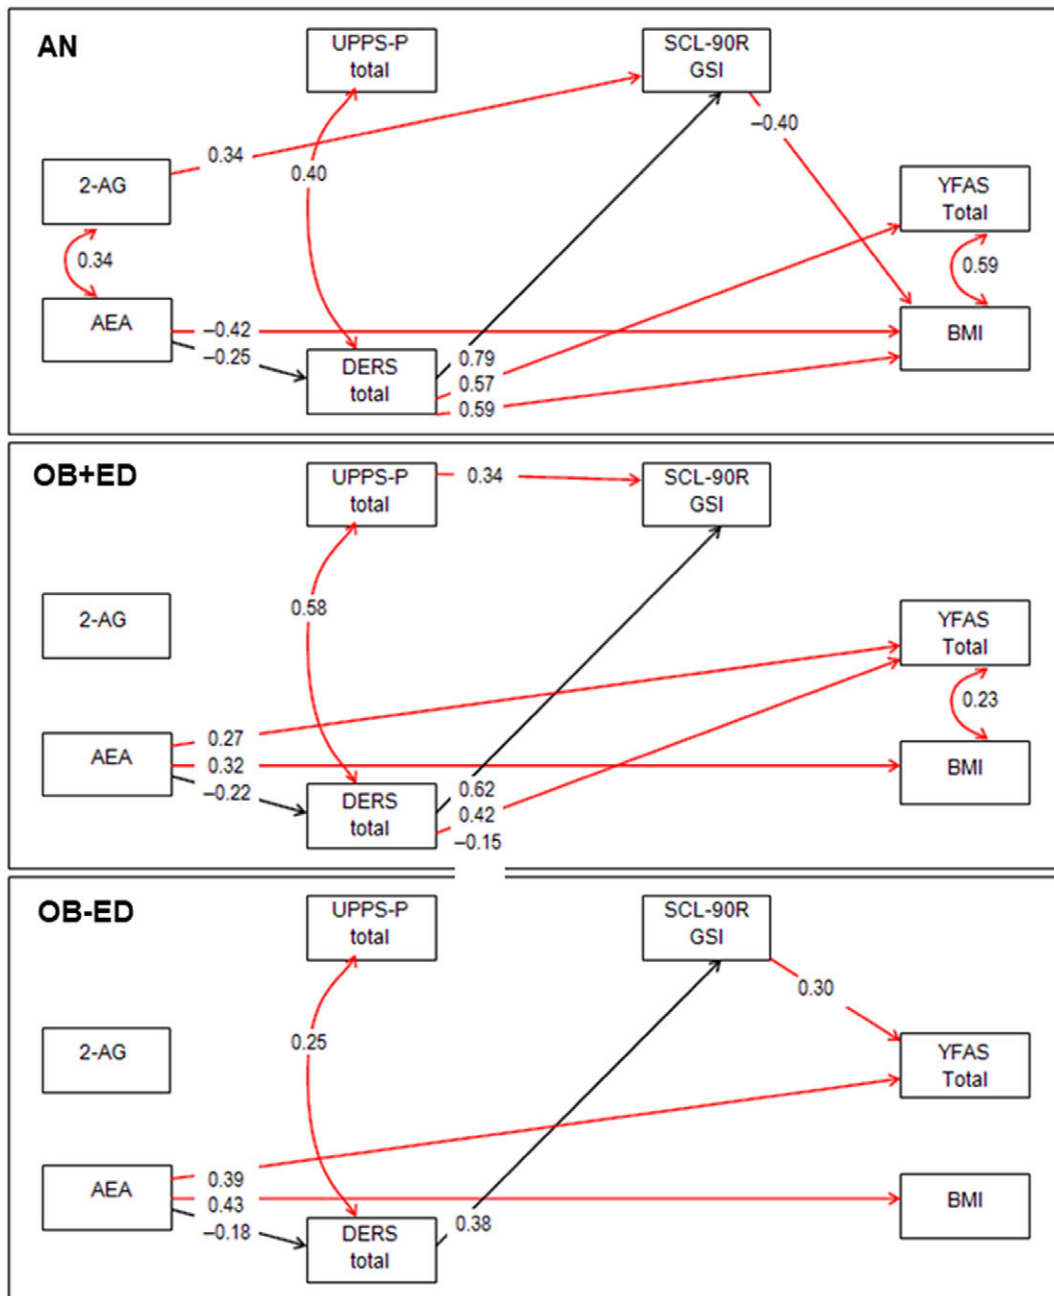 AN
UPPS-P
total
SCL-90R
GSI
–0.40
0.34
0.40
2-AG
YFAS
Total
0.34
0.59
AEA
–0.42
–0.25
BMI
DERS
total
0.79
0.57
0.59
OB+ED
UPPS-P
total
0.34
SCL-90R
GSI
0.58
2-AG
YFAS
Total
0.23
AEA
0.27
0.32
–0.22
BMI
DERS
total
0.62
0.42
–0.15
OB-ED
UPPS-P
total
SCL-90R
GSI
0.30
0.25
2-AG
YFAS
Total
AEA
0.39
0.43
–0.18
BMI
DERS
total
0.38